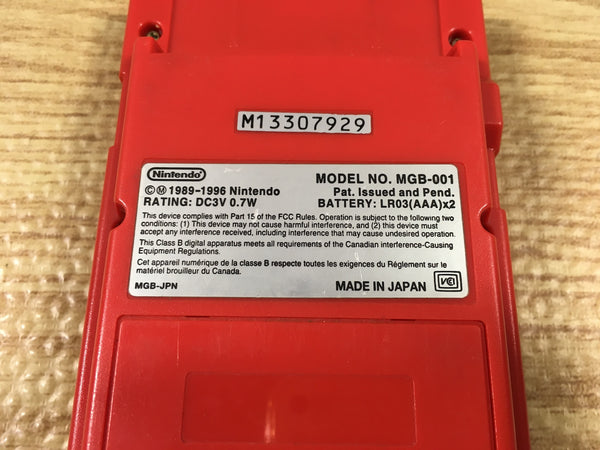 M13307929
Nintendo
©Ⓜ 1989-1996 Nintendo
RATING: DC3V 0.7W
MODEL NO. MGB-001
Pat. Issued and Pend.
BATTERY: LR03(AAA)x2
This device complies with Part 15 of the FCC Rules. Operation is subject to the following two
conditions: (1) This device may not cause harmful interference, and (2) this device must
accept any interference received, including interference that may cause undesired operation.
This Class B digital apparatus meets all requirements of the Canadian interference-Causing
Equipment Regulations.
Cet appareil numérique de la classe B respecte toutes les exigences du Réglement sur le
matériel brouilleur du Canada.
MGB-JPN
MADE IN JAPAN
VCI